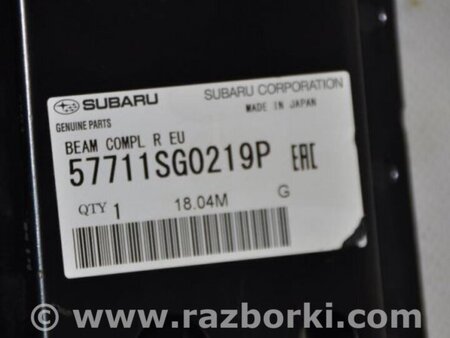 SUBARU SUBARU CORPORATION
MADE IN JAPAN
GENUINE PARTS
BEAM COMPL R EU
57711SG0219P EAC
QTY 1 18.04M G
© www.razborki.com